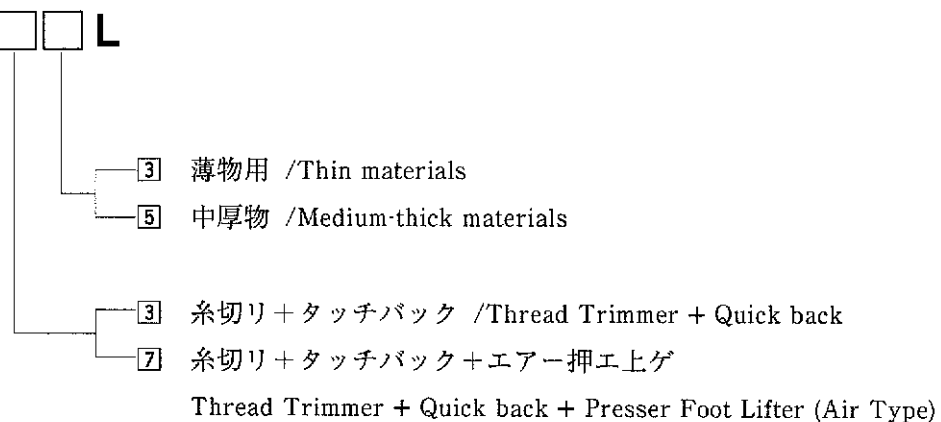 L
3 薄物用 /Thin materials
5 中厚物 /Medium-thick materials
3 糸切リ+タッチバック /Thread Trimmer + Quick back
7 糸切リ+タッチバック+エアー押エ上ゲ
Thread Trimmer + Quick back + Presser Foot Lifter (Air Type)